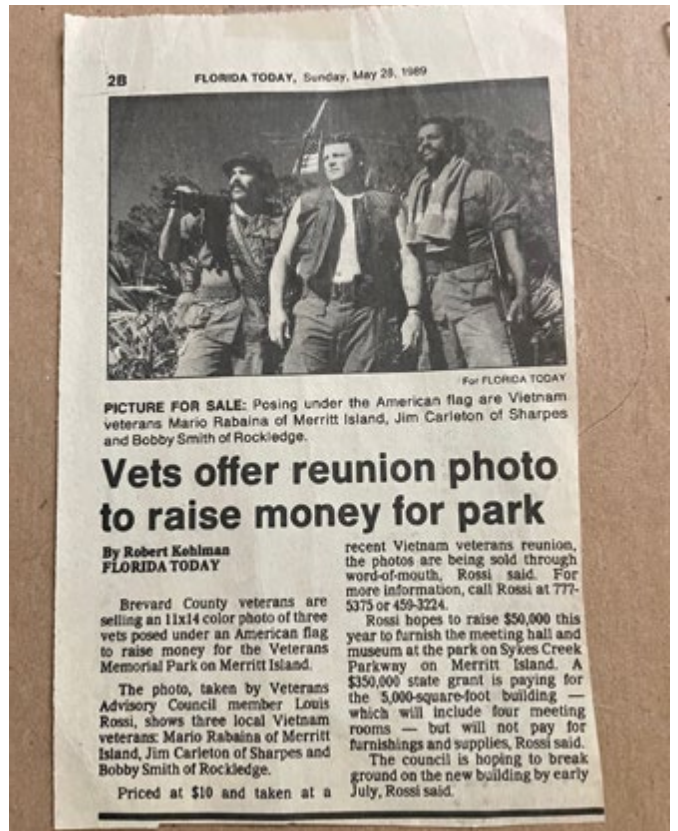 2B
FLORIDA TODAY, Sunday, May 28, 1989
For FLORIDA TODAY
PICTURE FOR SALE: Posing under the American flag are Vietnam
veterans Mario Rabaina of Merritt Island, Jim Carleton of Sharpes
and Bobby Smith of Rockledge.
Vets offer reunion photo
to raise money for park
By Robert Kohlman
FLORIDA TODAY
Brevard County veterans are
selling an 11x14 color photo of three
vets posed under an American flag
to raise money for the Veterans
Memorial Park on Merritt Island.
The photo, taken by Veterans
Advisory Council member Louis
Rossi, shows three local Vietnam
veterans: Mario Rabaina of Merritt
Island, Jim Carleton of Sharpes and
Bobby Smith of Rockledge.
Priced at $10 and taken at a
recent Vietnam veterans reunion,
the photos are being sold through
word-of-mouth, Rossi said. For
more information, call Rossi at 777-
5375 or 459-3224.
Rossi hopes to raise $50,000 this
year to furnish the meeting hall and
museum at the park on Sykes Creek
Parkway on Merritt Island. A
$350,000 state grant is paying for
the 5,000-square-foot building —
which will include four meeting
rooms — but will not pay for
furnishings and supplies, Rossi said.
The council is hoping to break
ground on the new building by early
July, Rossi said.